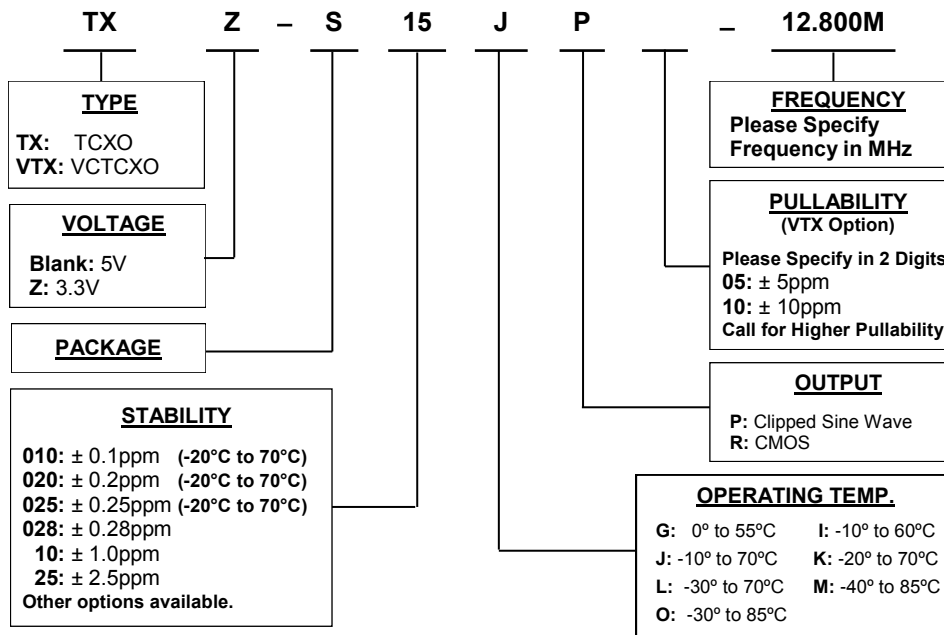 TX Z – S 15 J P – 12.800M
TYPE
TX: TCXO
VTX: VCTCXO
VOLTAGE
Blank: 5V
Z: 3.3V
PACKAGE
STABILITY
010: ± 0.1ppm (-20°C to 70°C)
020: ± 0.2ppm (-20°C to 70°C)
025: ± 0.25ppm (-20°C to 70°C)
028: ± 0.28ppm
10: ± 1.0ppm
25: ± 2.5ppm
Other options available.
FREQUENCY
Please Specify
Frequency in MHz
PULLABILITY
(VTX Option)
Please Specify in 2 Digits
05: ± 5ppm
10: ± 10ppm
Call for Higher Pullability
OUTPUT
P: Clipped Sine Wave
R: CMOS
OPERATING TEMP.
G: 0º to 55ºC I: -10º to 60ºC
J: -10º to 70ºC K: -20º to 70ºC
L: -30º to 70ºC M: -40º to 85ºC
O: -30º to 85ºC